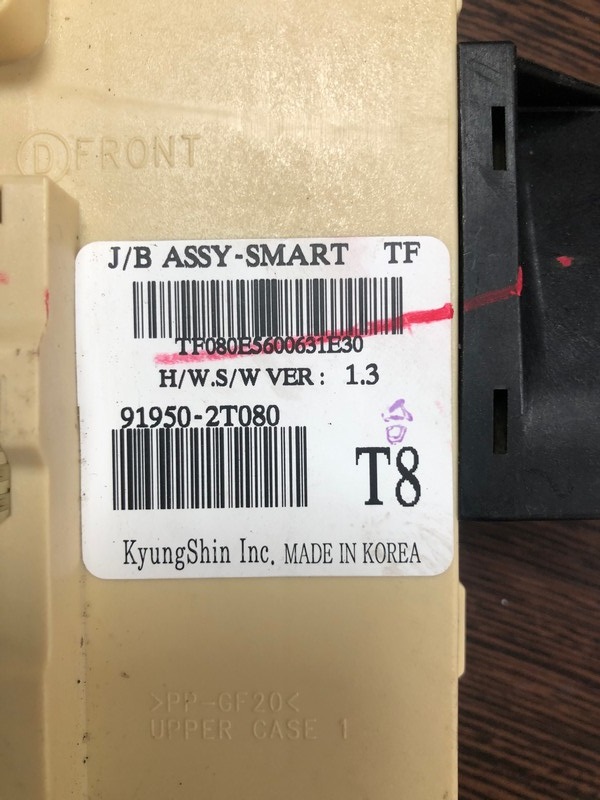 D FRONT
J/B ASSY-SMART TF
TF080E5600631E30
H/W.S/W VER : 1.3
91950-2T080
T8
KyungShin Inc. MADE IN KOREA
>PP-GF20<
UPPER CASE 1